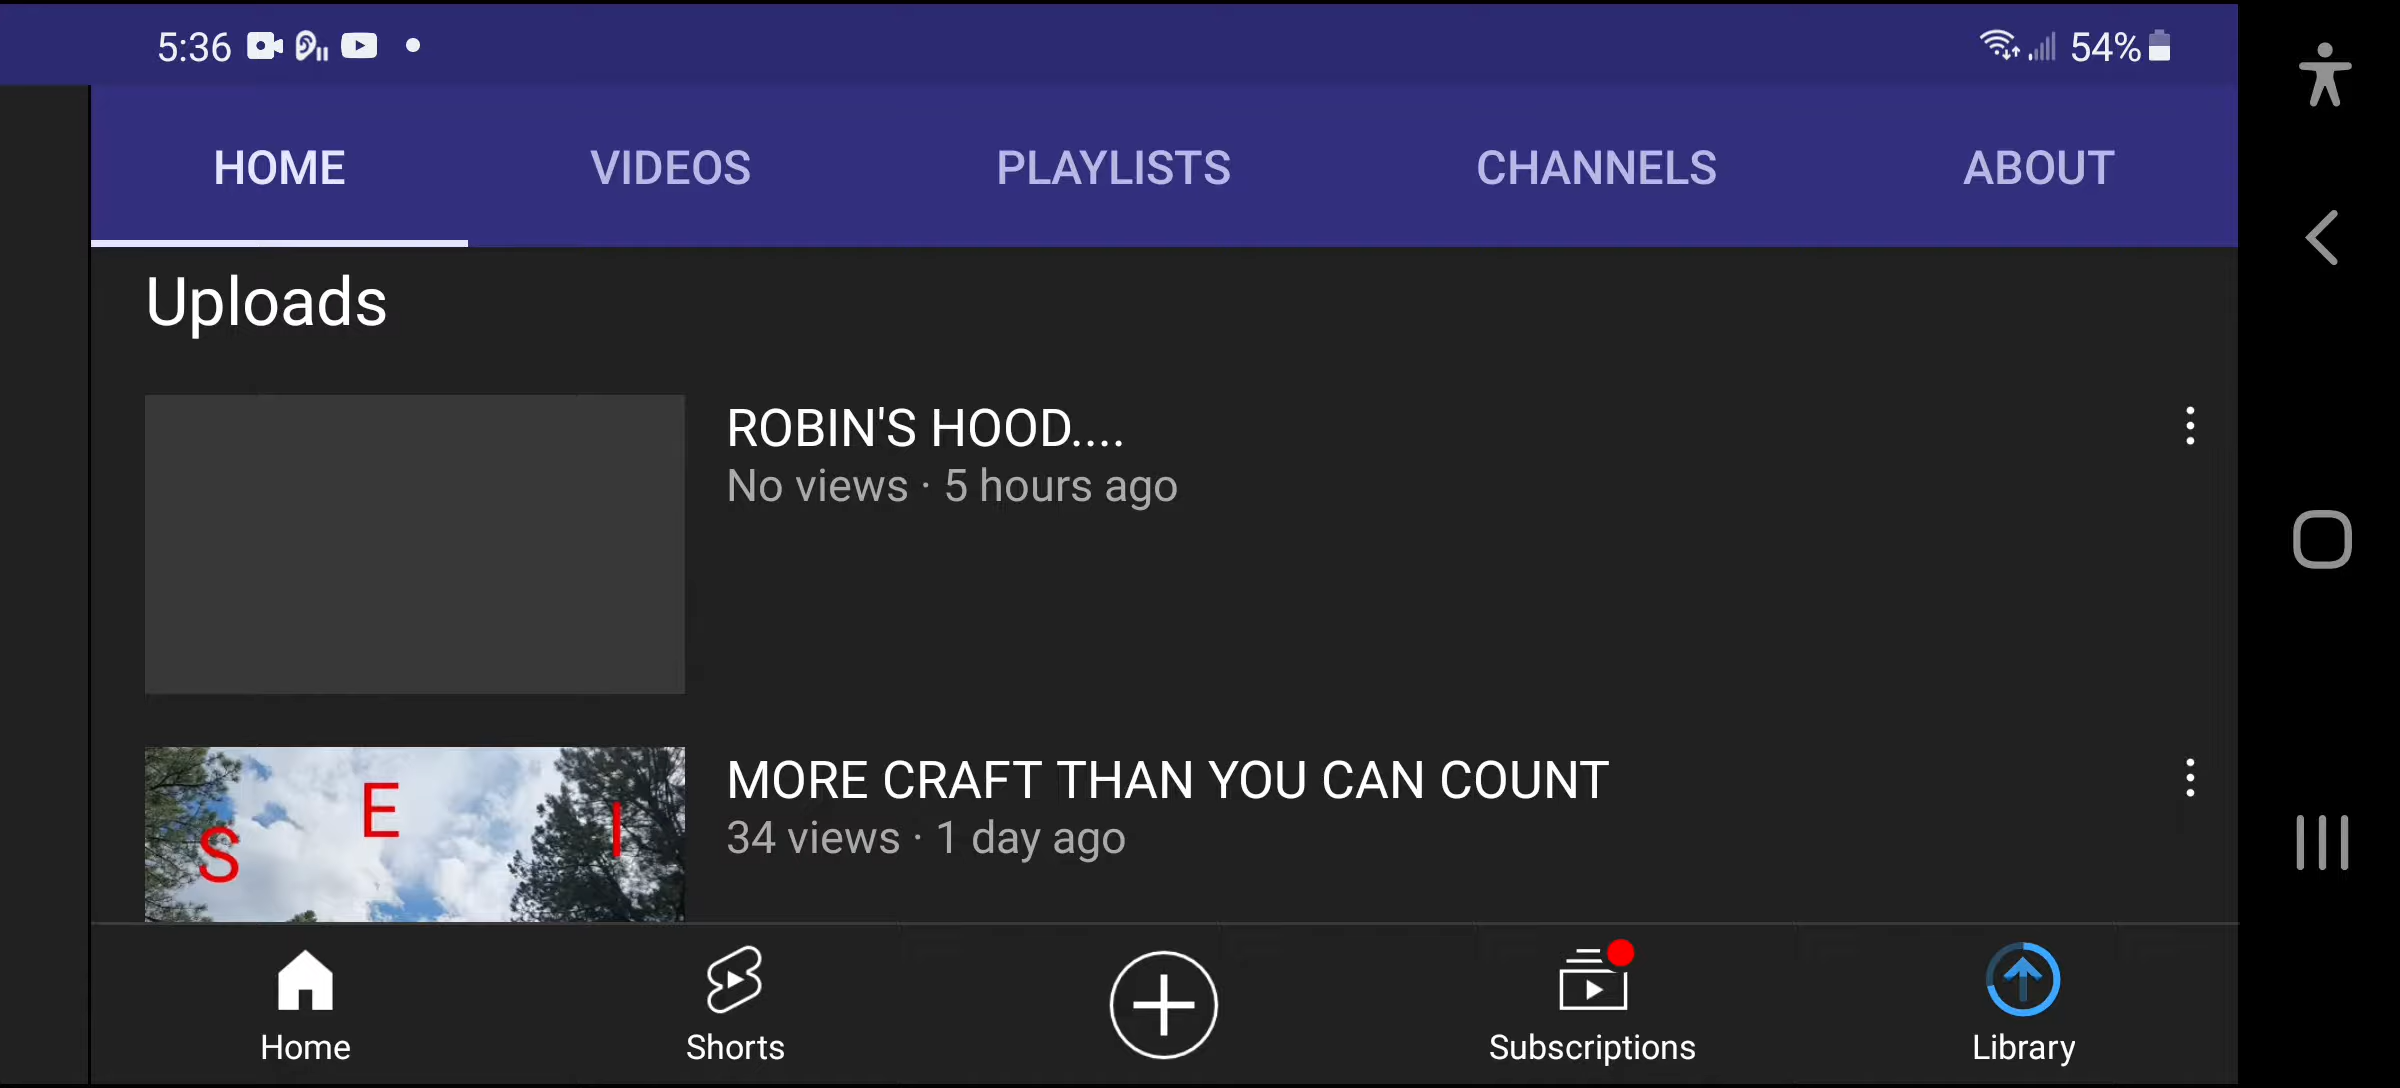 5:36
54%
HOME VIDEOS PLAYLISTS CHANNELS ABOUT
Uploads
ROBIN'S HOOD....
No views · 5 hours ago
S E I
MORE CRAFT THAN YOU CAN COUNT
34 views · 1 day ago
Home Shorts Subscriptions Library